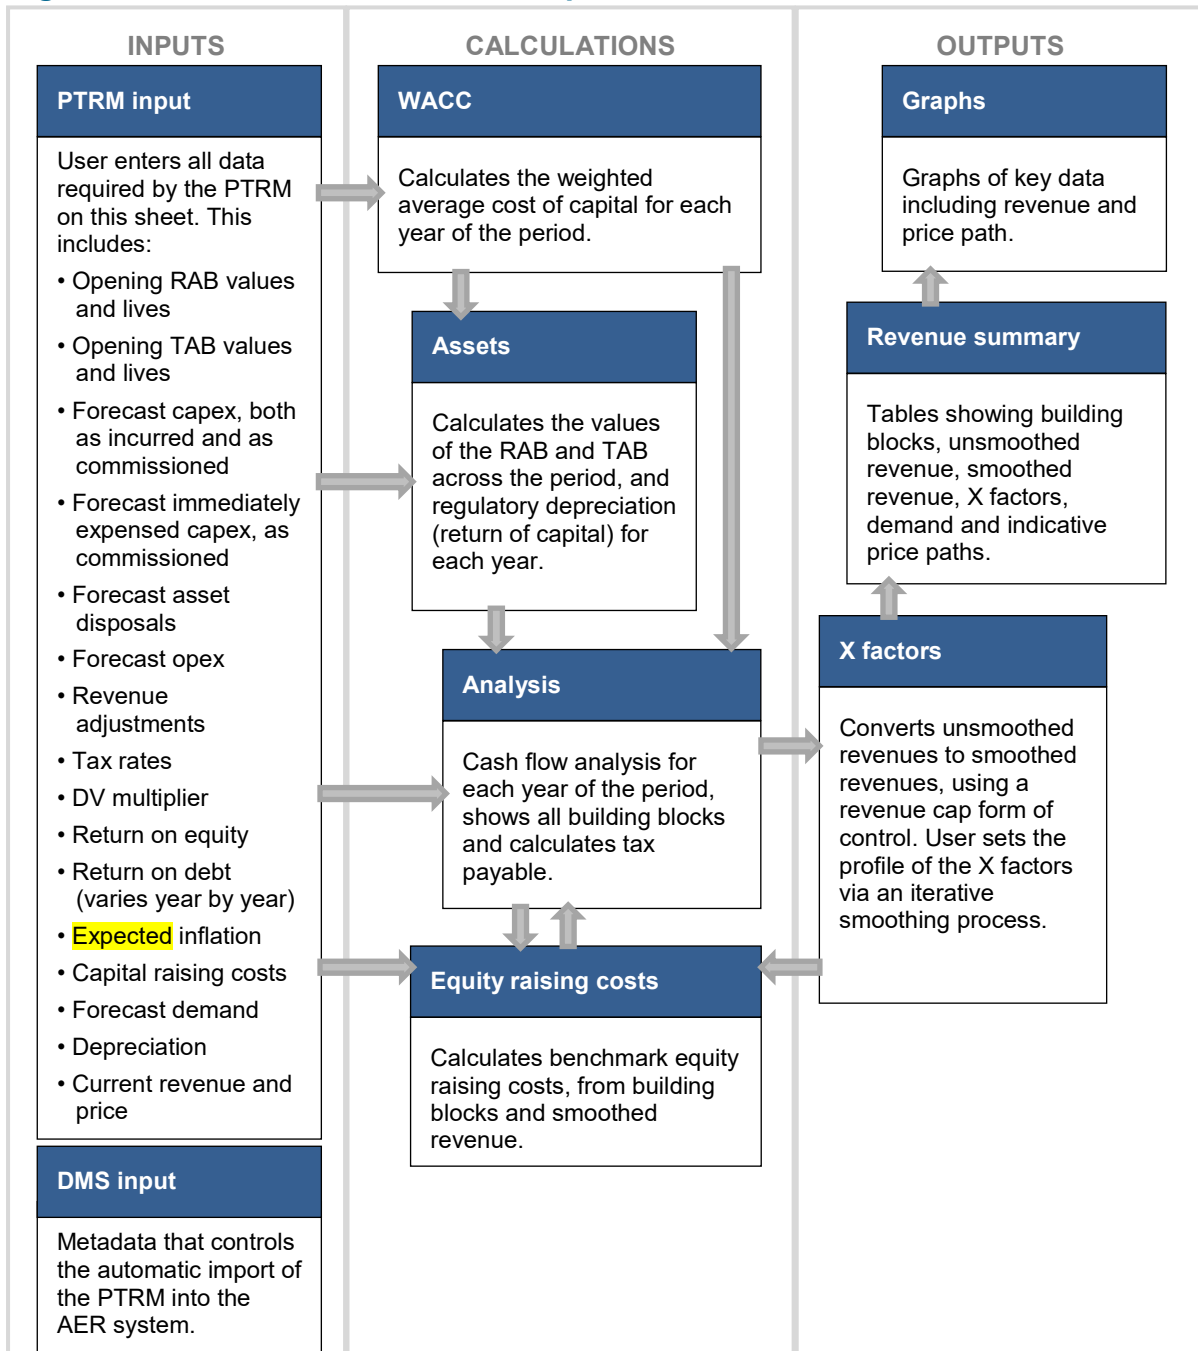 INPUTS
PTRM input
User enters all data
required by the PTRM
on this sheet. This
includes:
• Opening RAB values
and lives
• Opening TAB values
and lives
• Forecast capex, both
as incurred and as
commissioned
• Forecast immediately
expensed capex, as
commissioned
• Forecast asset
disposals
• Forecast opex
• Revenue
adjustments
• Tax rates
• DV multiplier
• Return on equity
• Return on debt
(varies year by year)
• Expected inflation
• Capital raising costs
• Forecast demand
• Depreciation
• Current revenue and
price
DMS input
Metadata that controls
the automatic import of
the PTRM into the
AER system.
CALCULATIONS
WACC
Calculates the weighted
average cost of capital for each
year of the period.
Assets
Calculates the values
of the RAB and TAB
across the period, and
regulatory depreciation
(return of capital) for
each year.
Analysis
Cash flow analysis for
each year of the period,
shows all building blocks
and calculates tax
payable.
Equity raising costs
Calculates benchmark equity
raising costs, from building
blocks and smoothed
revenue.
OUTPUTS
Graphs
Graphs of key data
including revenue and
price path.
Revenue summary
Tables showing building
blocks, unsmoothed
revenue, smoothed
revenue, X factors,
demand and indicative
price paths.
X factors
Converts unsmoothed
revenues to smoothed
revenues, using a
revenue cap form of
control. User sets the
profile of the X factors
via an iterative
smoothing process.